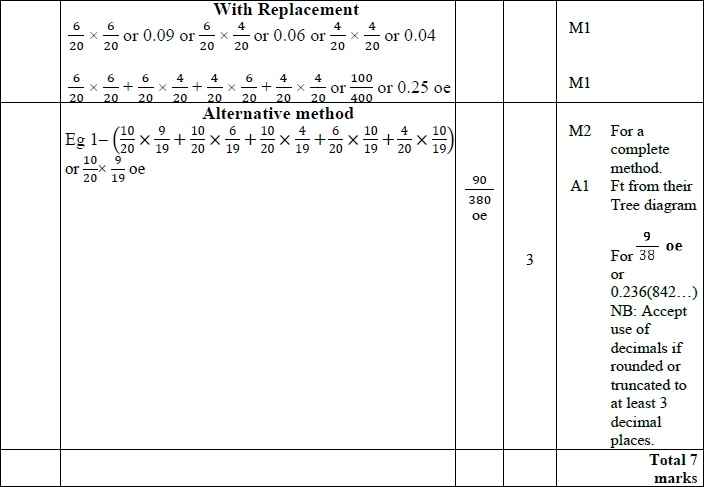 With Replacement
6/20 × 6/20 or 0.09 or 6/20 × 4/20 or 0.06 or 4/20 × 4/20 or 0.04
M1
6/20 × 6/20 + 6/20 × 4/20 + 4/20 × 6/20 + 4/20 × 4/20 or 100/400 or 0.25 oe
M1
Alternative method
Eg 1– (10/20 × 9/19 + 10/20 × 6/19 + 10/20 × 4/19 + 6/20 × 10/19 + 4/20 × 10/19)
or 10/20 × 9/19 oe
90/380
oe
3
M2 For a
complete
method.
A1 Ft from their
Tree diagram
For 9/38 oe
or
0.236(842…)
NB: Accept
use of
decimals if
rounded or
truncated to
at least 3
decimal
places.
Total 7
marks